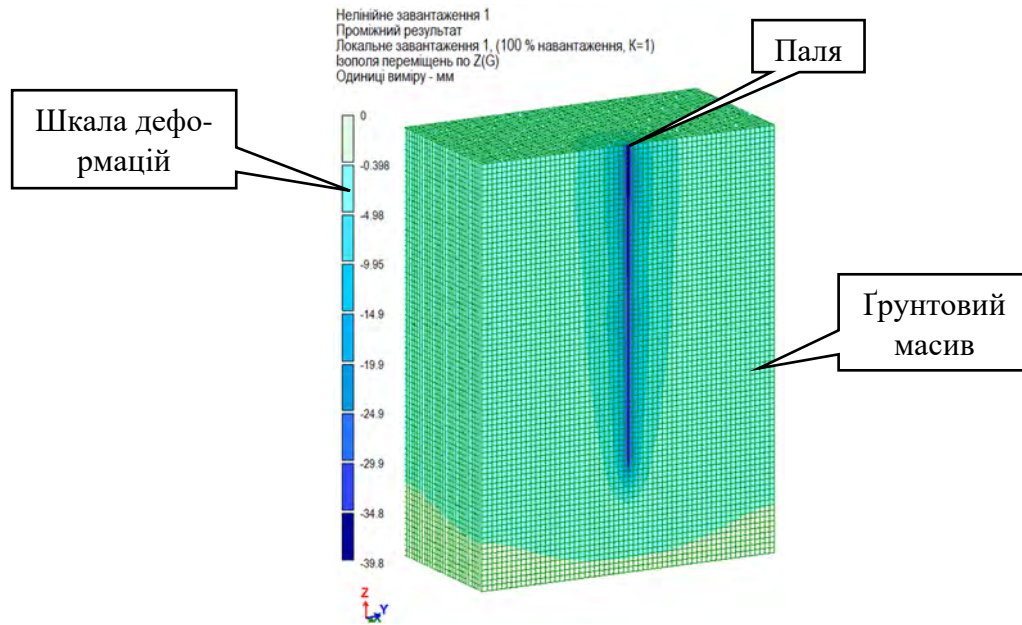 Нелінійне завантаження 1
Проміжний результат
Локальне завантаження 1, (100 % навантаження, K=1)
Ізополя переміщень по Z(G)
Одиниці виміру - мм
Паля
Шкала дефо-
рмацій
Ґрунтовий
масив
0
-0.398
-4.98
-9.95
-14.9
-19.9
-24.9
-29.9
-34.8
-39.8
Z
Y
X